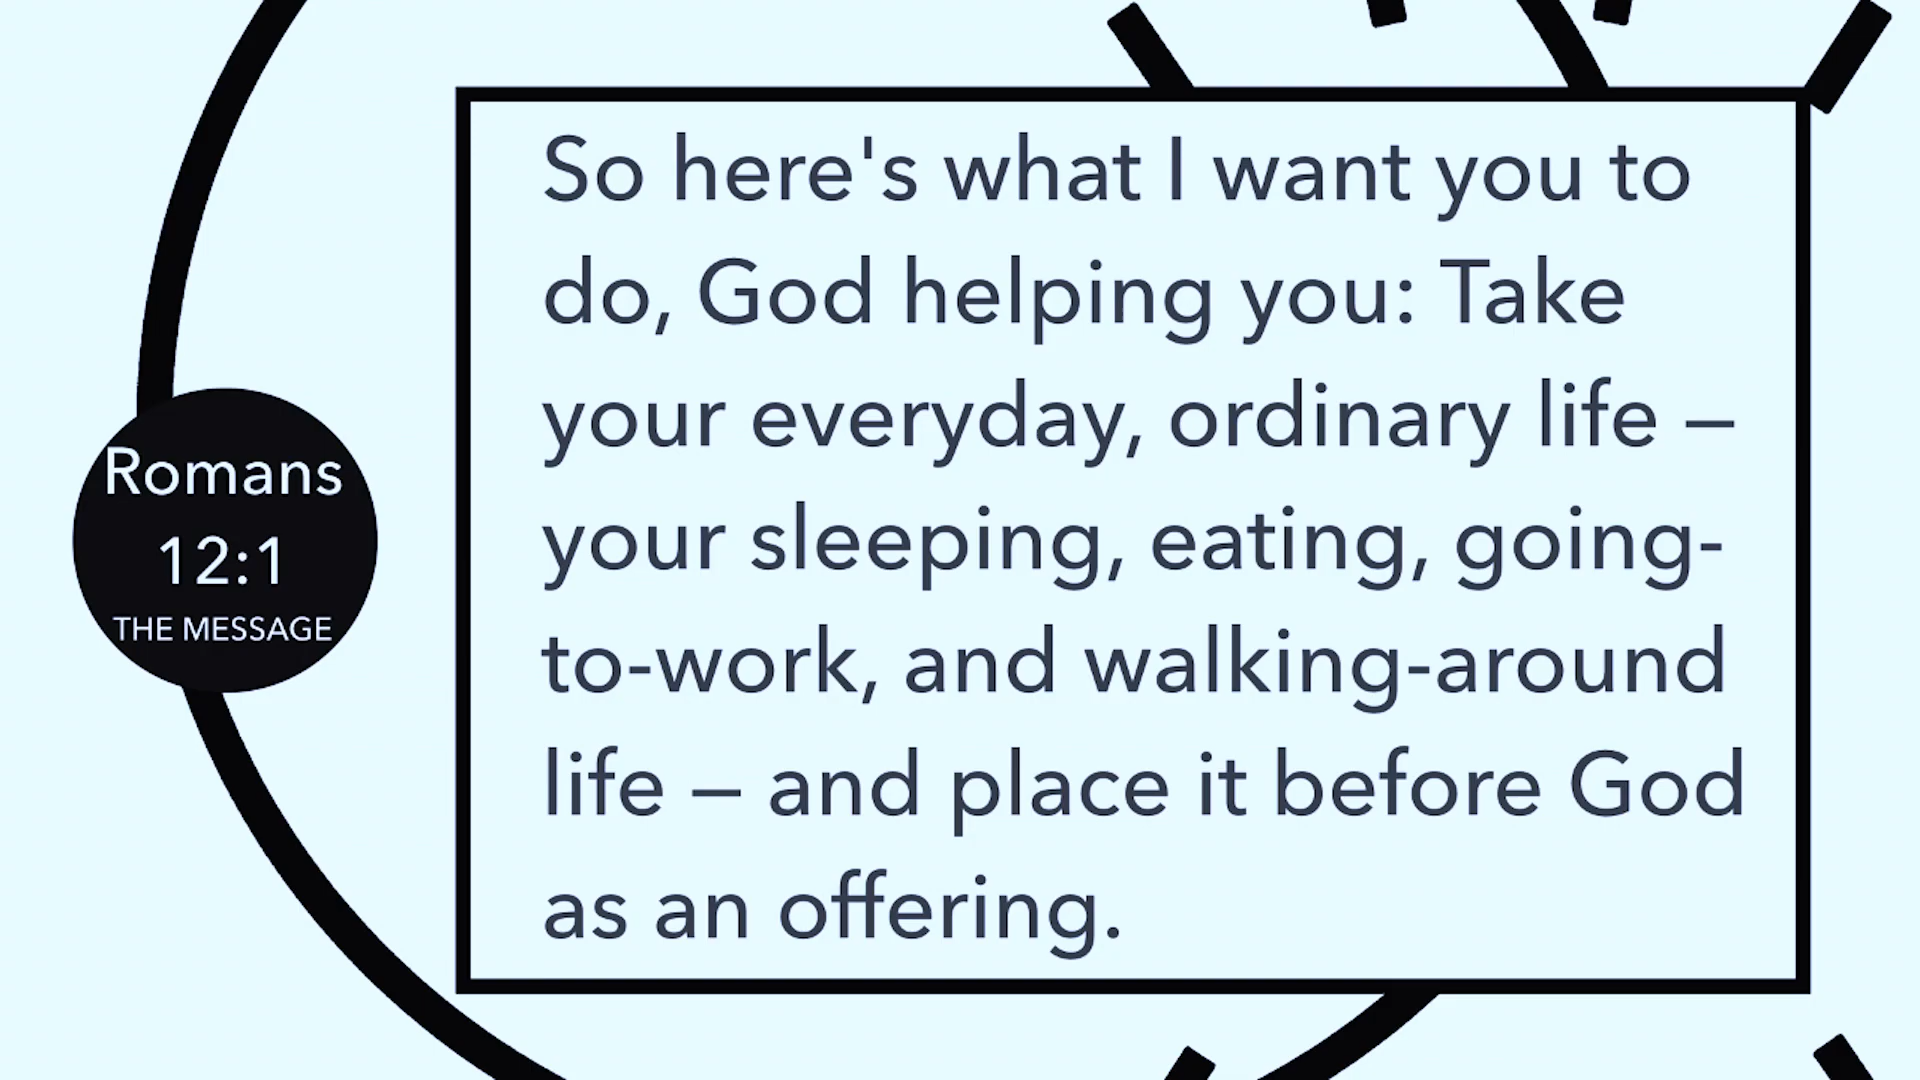 Romans
12:1
THE MESSAGE
So here's what I want you to
do, God helping you: Take
your everyday, ordinary life –
your sleeping, eating, going-
to-work, and walking-around
life – and place it before God
as an offering.